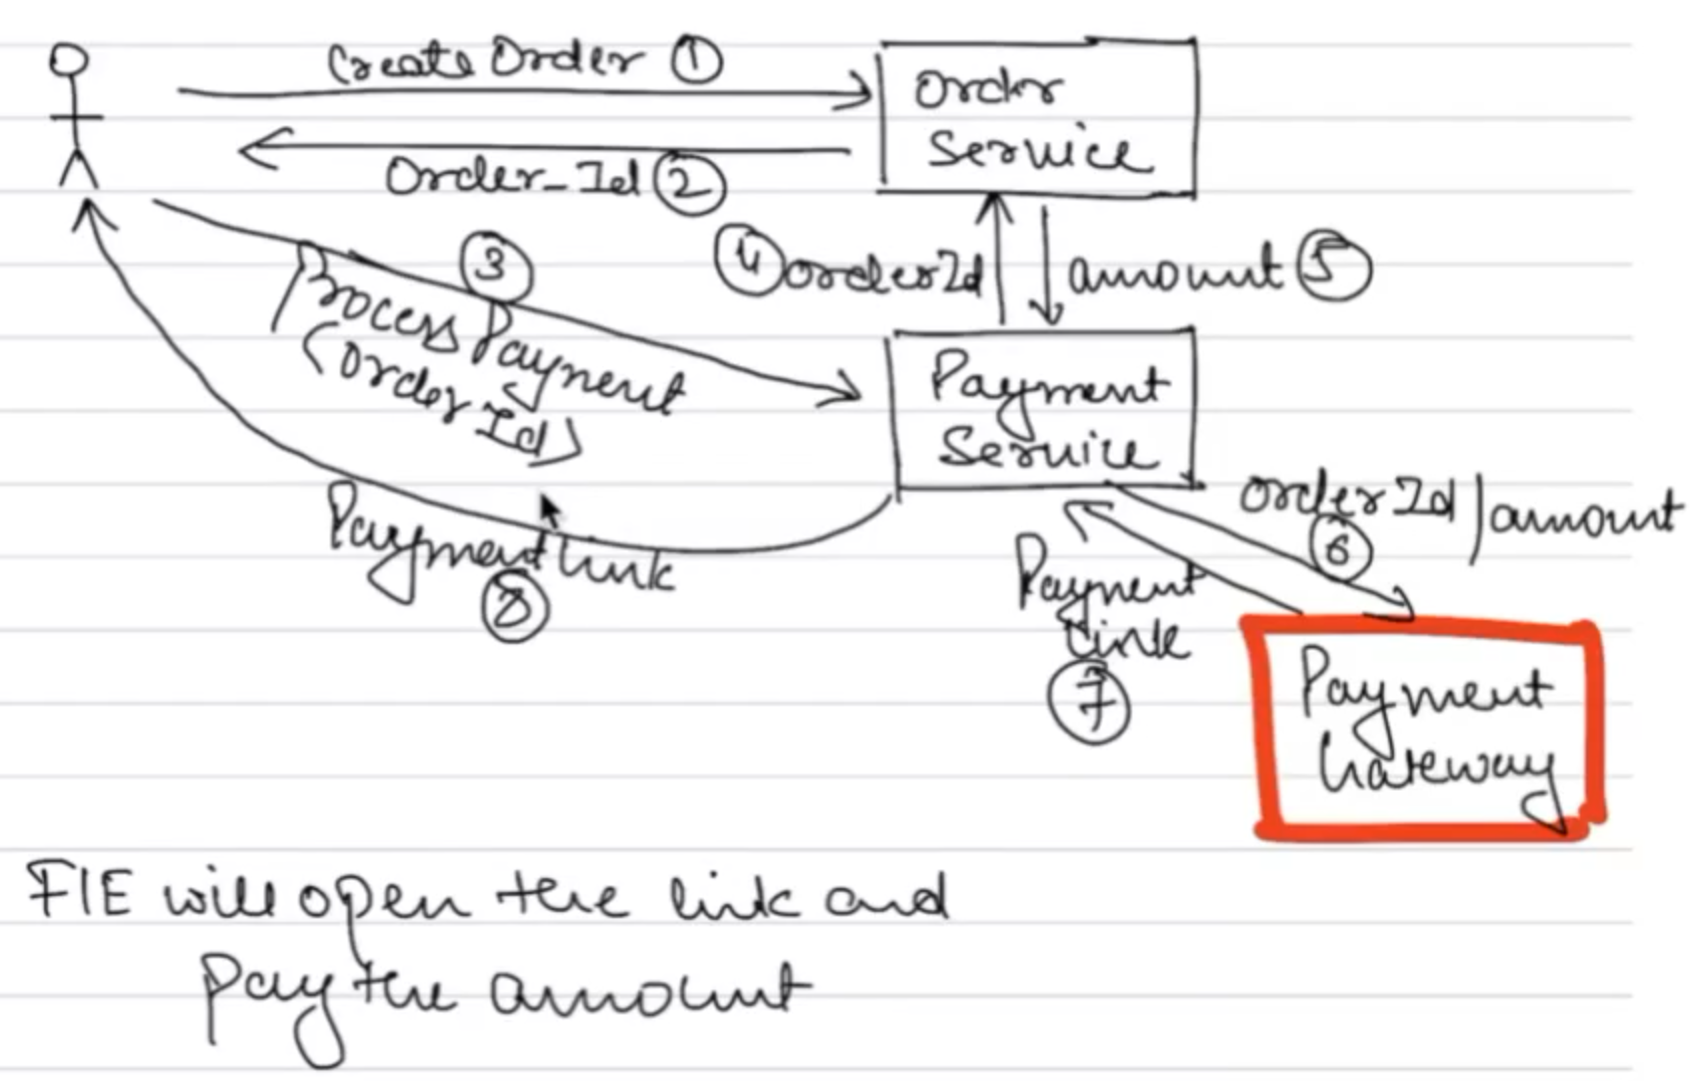 Create Order ①
Order
Service
Order_Id ②
③
Process Payment
(order Id)
④ orderId
amount ⑤
Payment
Service
orderId / amount
⑥
Payment link
⑧
Payment
Link
⑦
Payment
Gateway
F/E will open the link and
Pay the amount